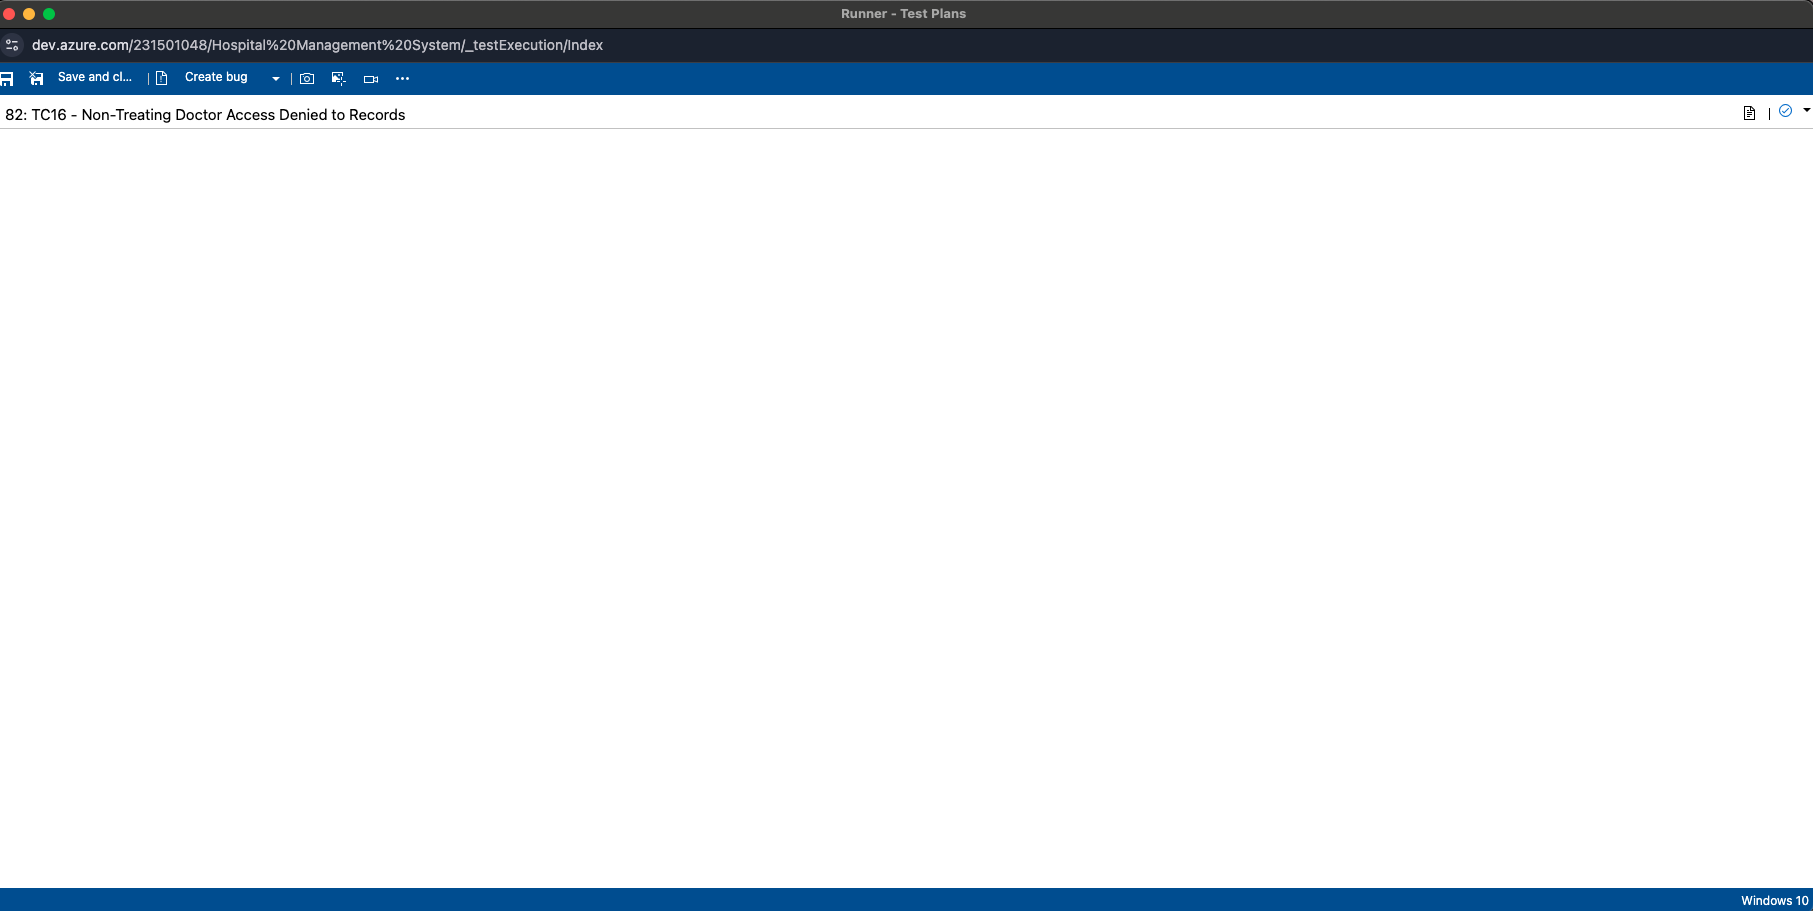 Runner - Test Plans
dev.azure.com/231501048/Hospital%20Management%20System/_testExecution/Index
Save and cl... Create bug
82: TC16 - Non-Treating Doctor Access Denied to Records
Windows 10